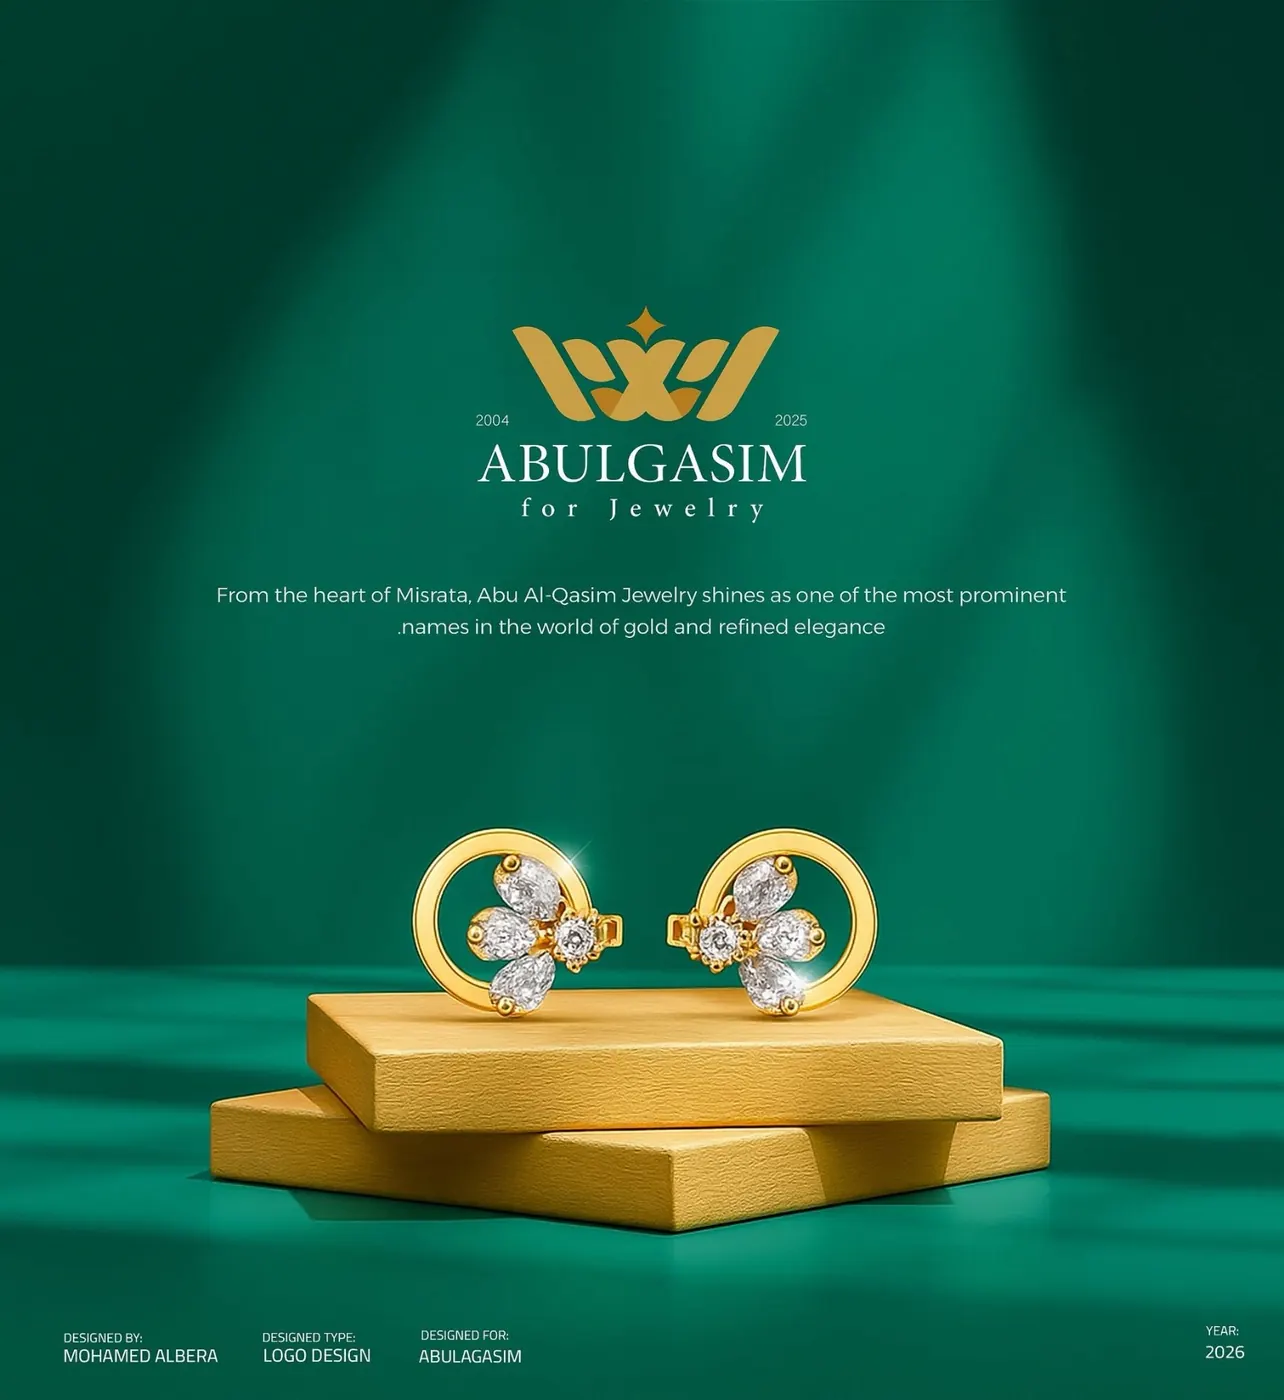 2004
2025
ABULGASIM
for Jewelry
From the heart of Misrata, Abu Al-Qasim Jewelry shines as one of the most prominent
.names in the world of gold and refined elegance
DESIGNED BY:
MOHAMED ALBERA
DESIGNED TYPE:
LOGO DESIGN
DESIGNED FOR:
ABULAGASIM
YEAR:
2026